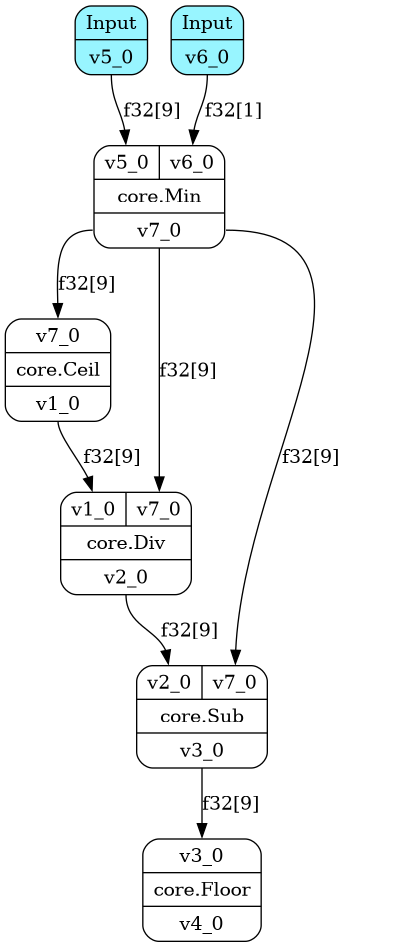 Input
v5_0
Input
v6_0
f32[9]
f32[1]
v5_0
v6_0
core.Min
v7_0
f32[9]
v7_0
core.Ceil
v1_0
f32[9]
f32[9]
f32[9]
v1_0
v7_0
core.Div
v2_0
f32[9]
v2_0
v7_0
core.Sub
v3_0
f32[9]
v3_0
core.Floor
v4_0